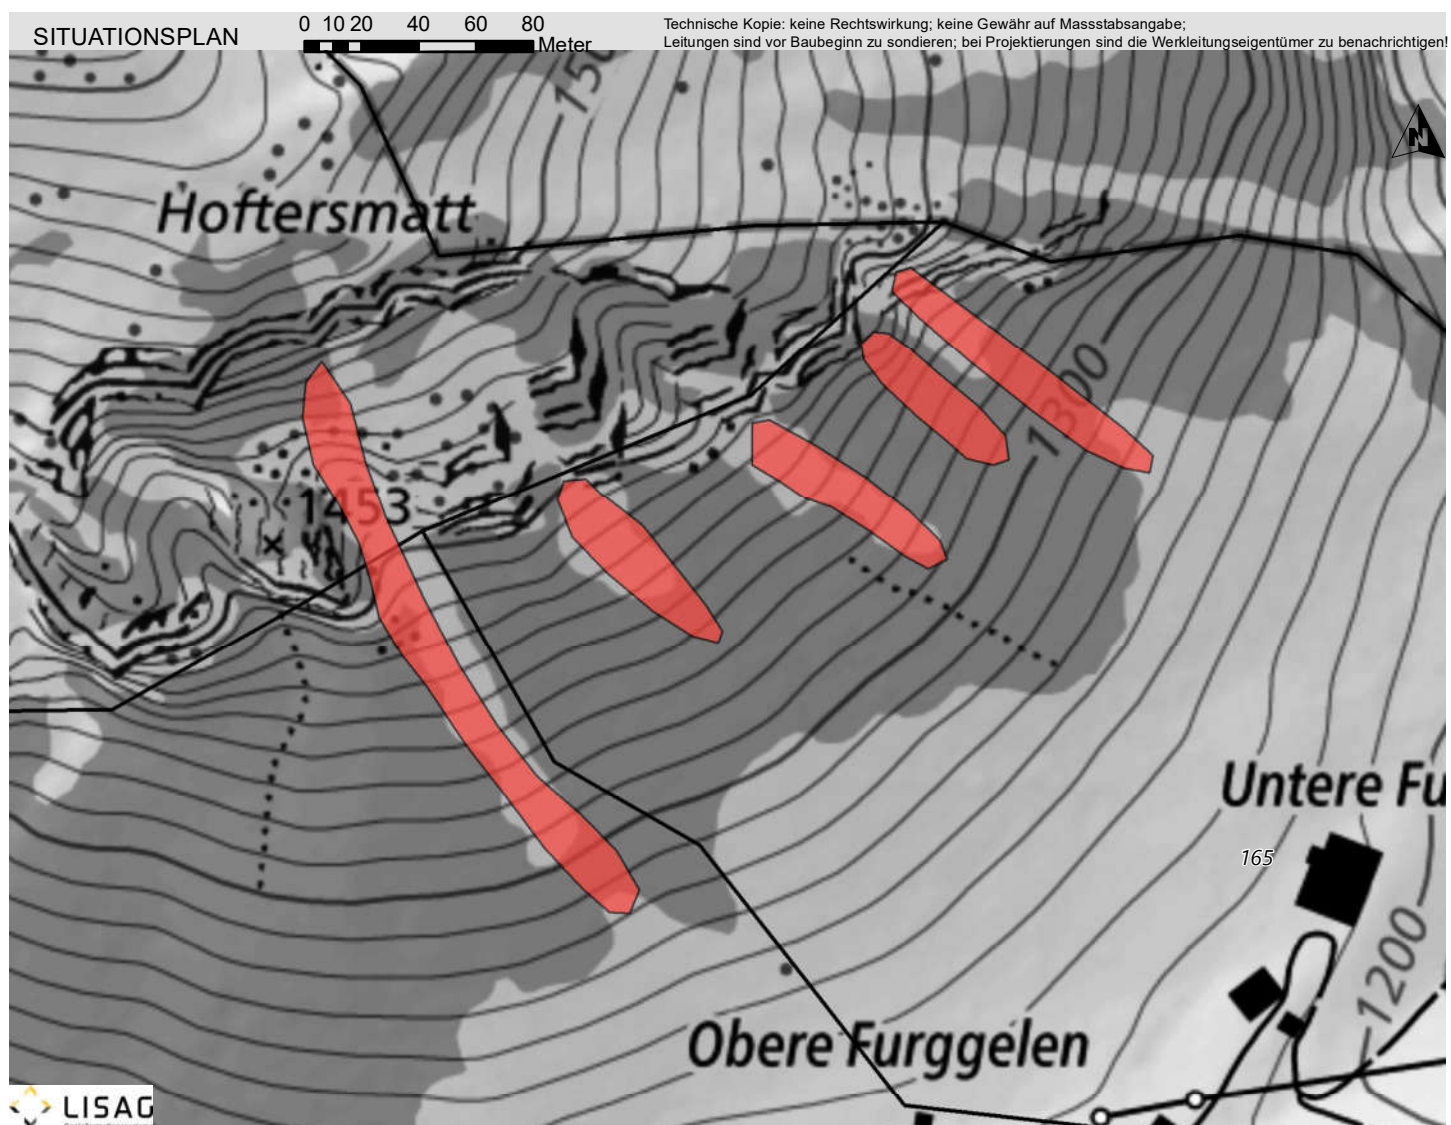 SITUATIONSPLAN
0 10 20 40 60 80
Meter
Technische Kopie: keine Rechtswirkung; keine Gewähr auf Massstabsangabe;
Leitungen sind vor Baubeginn zu sondieren; bei Projektierungen sind die Werkleitungseigentümer zu benachrichtigen!
150
N
Hoftersmatt
1300
1453
Untere Fu
165
1200
Obere Furggelen
LISAG